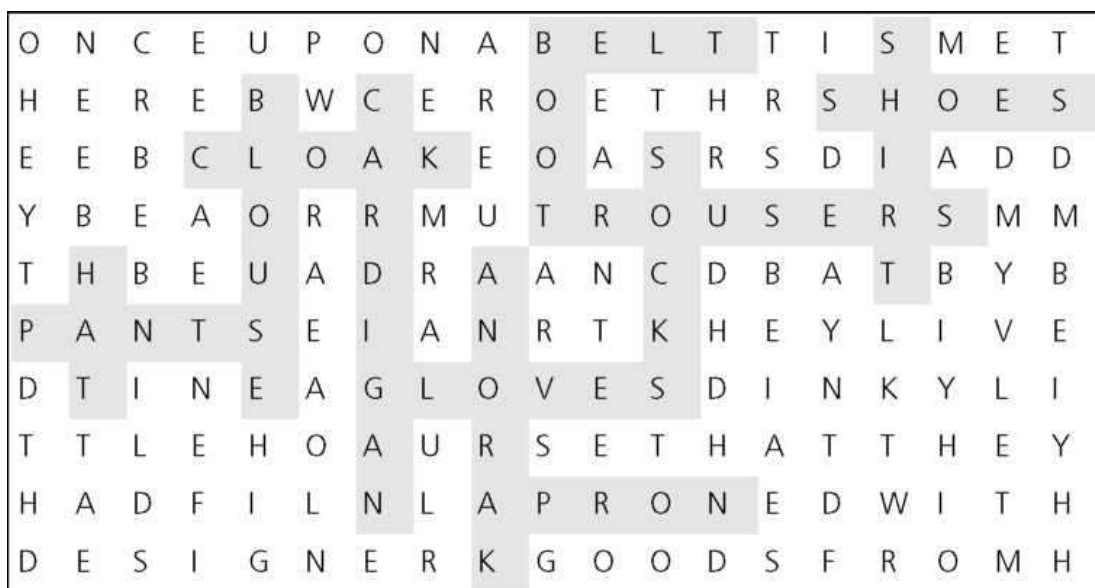 O N C E U P O N A B E L T T I S M E T
H E R E B W C E R O E T H R S H O E S
E E B C L O A K E O A S R S D I A D D
Y B E A O R R M U T R O U S E R S M M
T H B E U A D R A A N C D B A T B Y B
P A N T S E I A N R T K H E Y L I V E
D T I N E A G L O V E S D I N K Y L I
T T L E H O A U R S E T H A T T H E Y
H A D F I L N L A P R O N E D W I T H
D E S I G N E R K G O O D S F R O M H